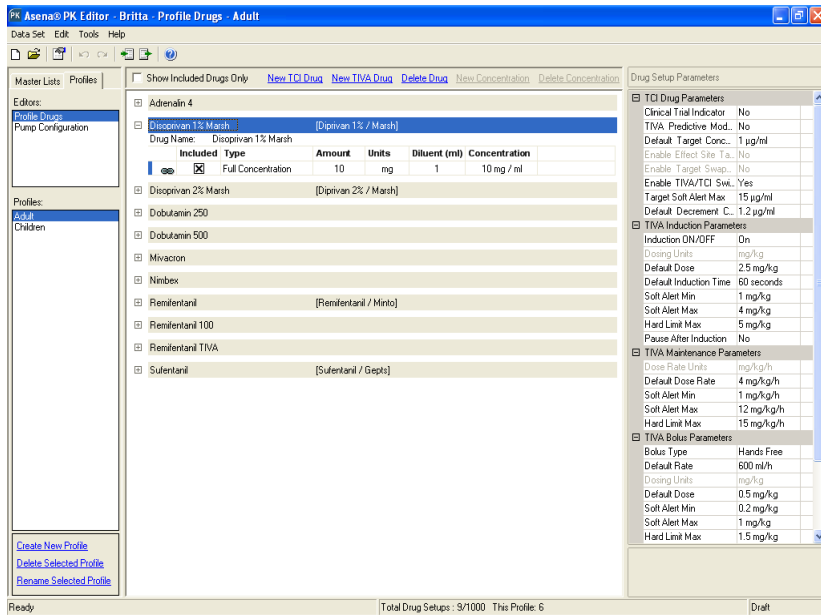 Asena® PK Editor - Britta - Profile Drugs - Adult
Data Set Edit Tools Help
Master Lists Profiles
Editors:
Profile Drugs
Pump Configuration
Profiles:
Adult
Children
Create New Profile
Delete Selected Profile
Rename Selected Profile
Show Included Drugs Only New TCI Drug New TIVA Drug Delete Drug New Concentration Delete Concentration
Adrenalin 4
Disoprivan 1% Marsh [Diprivan 1% / Marsh]
Drug Name: Disoprivan 1% Marsh
Included Type Amount Units Diluent (ml) Concentration
Full Concentration 10 mg 1 10 mg / ml
Disoprivan 2% Marsh [Diprivan 2% / Marsh]
Dobutamin 250
Dobutamin 500
Mivacron
Nimbex
Remifentanil [Remifentanil / Minto]
Remifentanil 100
Remifentanil TIVA
Sufentanil [Sufentanil / Gepts]
Drug Setup Parameters
TCI Drug Parameters
Clinical Trial Indicator No
TIVA Predictive Mod... No
Default Target Conc... 1 µg/ml
Enable Effect Site Ta... No
Enable Target Swap... No
Enable TIVA/TCI Swi... Yes
Target Soft Alert Max 15 µg/ml
Default Decrement C... 1.2 µg/ml
TIVA Induction Parameters
Induction ON/OFF On
Dosing Units mg/kg
Default Dose 2.5 mg/kg
Default Induction Time 60 seconds
Soft Alert Min 1 mg/kg
Soft Alert Max 4 mg/kg
Hard Limit Max 5 mg/kg
Pause After Induction No
TIVA Maintenance Parameters
Dose Rate Units mg/kg/h
Default Dose Rate 4 mg/kg/h
Soft Alert Min 1 mg/kg/h
Soft Alert Max 12 mg/kg/h
Hard Limit Max 15 mg/kg/h
TIVA Bolus Parameters
Bolus Type Hands Free
Default Rate 600 ml/h
Dosing Units mg/kg
Default Dose 0.5 mg/kg
Soft Alert Min 0.2 mg/kg
Soft Alert Max 1 mg/kg
Hard Limit Max 1.5 mg/kg
Ready Total Drug Setups : 9/1000 This Profile: 6 Draft